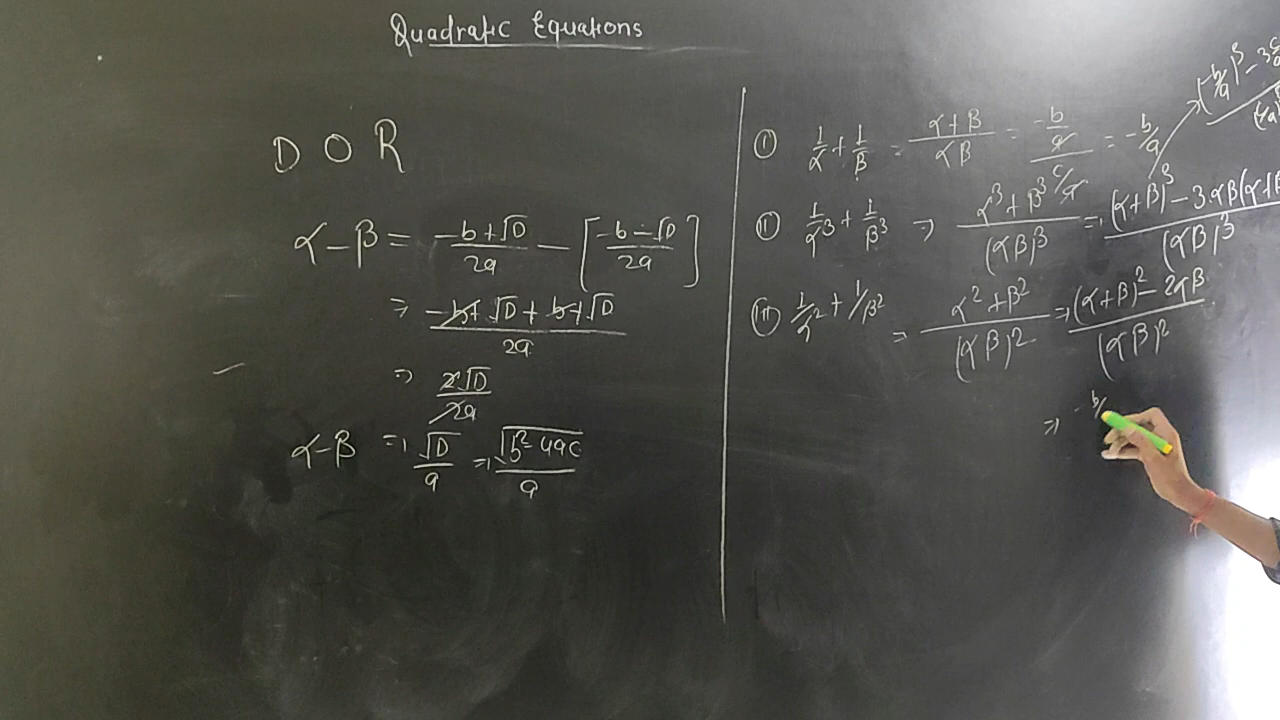 Quadratic Equations
D O R
α - β = (-b + √D)/2a - [(-b - √D)/2a]
⇒ (-b + √D + b + √D)/2a
⇒ 2√D/2a
α - β ⇒ √D/a ⇒ √(b² - 4ac)/a
(I) 1/α + 1/β = (α + β)/(αβ) = (-b/a)/(c/a) = -b/a
(II) 1/α³ + 1/β³ ⇒ (α³ + β³)/(αβ)³ ⇒ ((α + β)³ - 3αβ(α + β/(αβ)³
(-b/a)³ - 3c/a
(III) 1/α² + 1/β² ⇒ (α² + β²)/(αβ)² ⇒ ((α + β)² - 2αβ)/(αβ)²
⇒ -b/